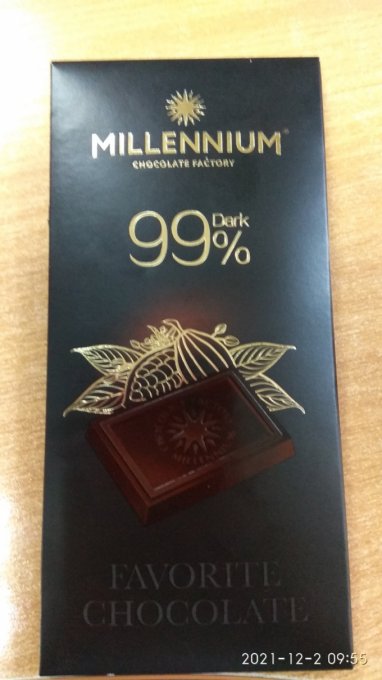 MILLENNIUM®
CHOCOLATE FACTORY
99% Dark
FAVORITE
CHOCOLATE
2021-12-2 09:55